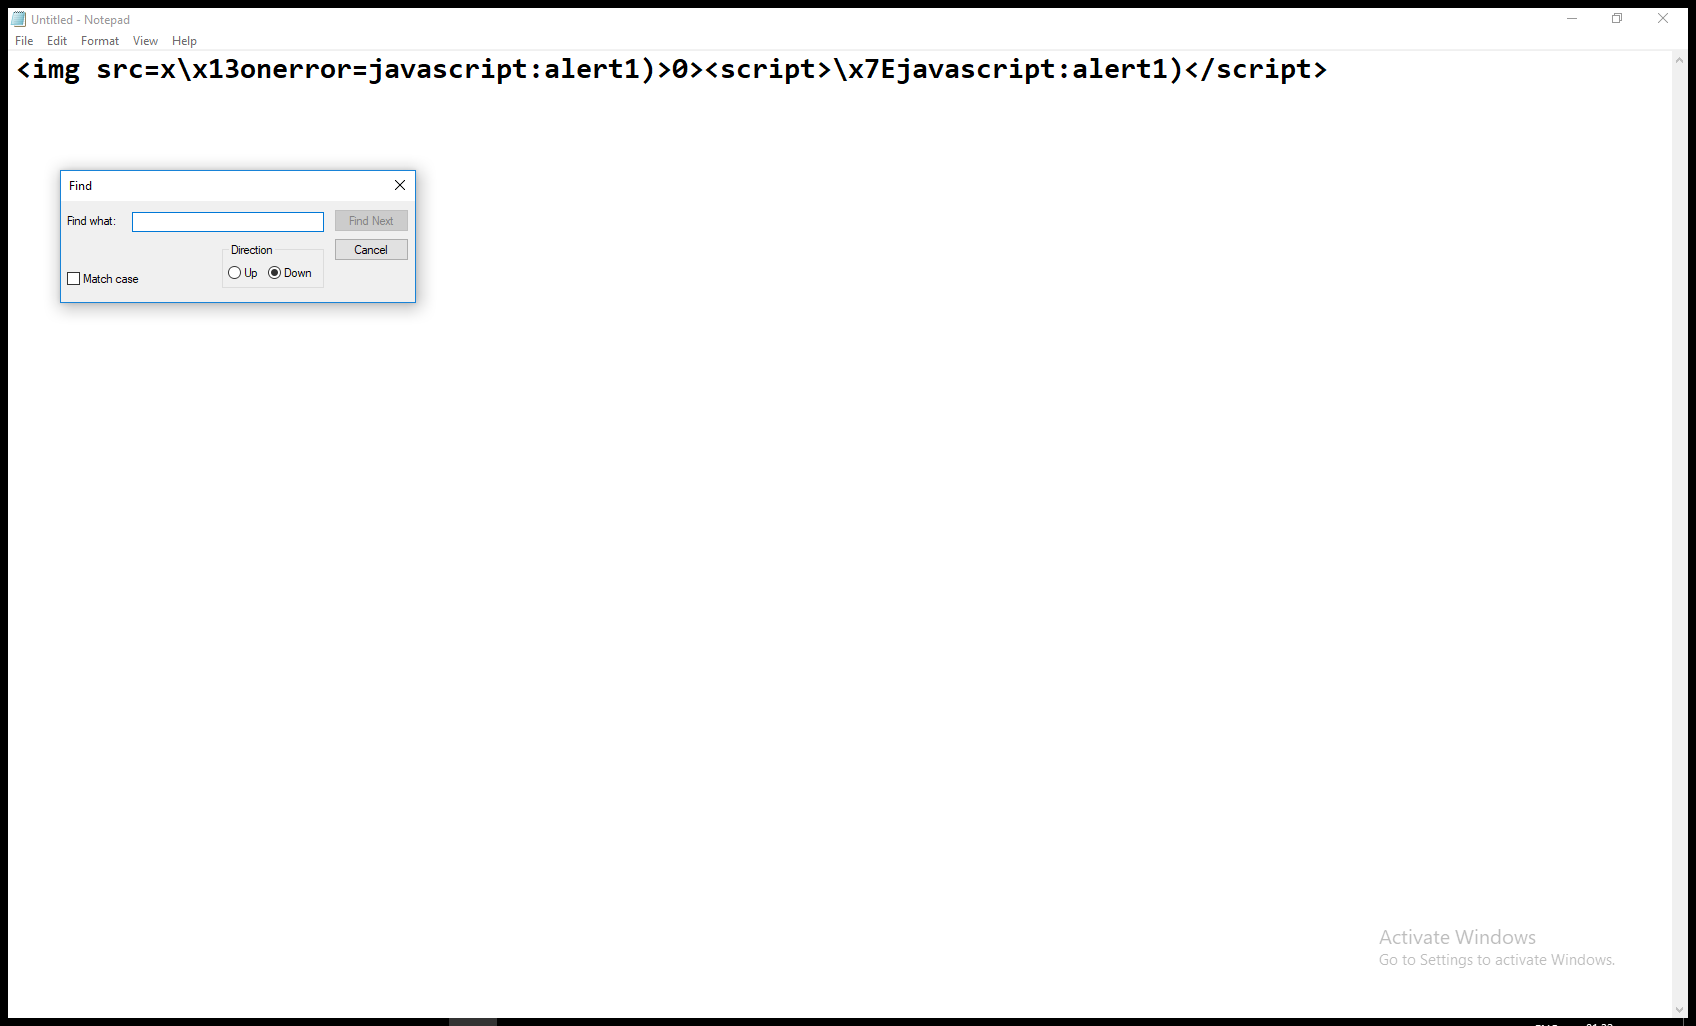 Untitled - Notepad
File Edit Format View Help
<img src=x\x13onerror=javascript:alert1)>0><script>\x7Ejavascript:alert1)</script>
Find
Find what:
Find Next
Direction
Cancel
Up Down
Match case
Activate Windows
Go to Settings to activate Windows.